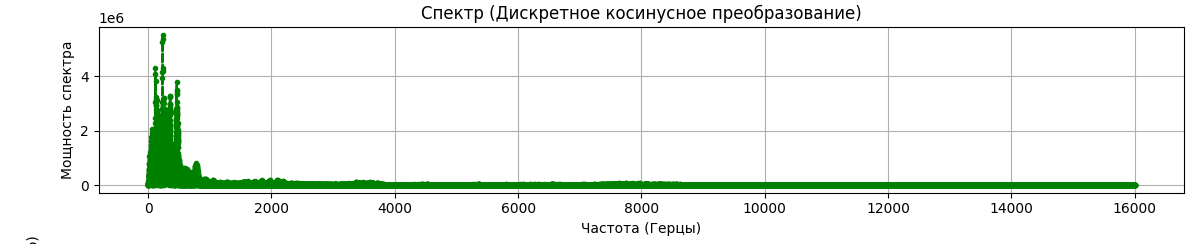 Спектр (Дискретное косинусное преобразование)
1e6
Мощность спектра
4
2
0
0 2000 4000 6000 8000 10000 12000 14000 16000
Частота (Герцы)